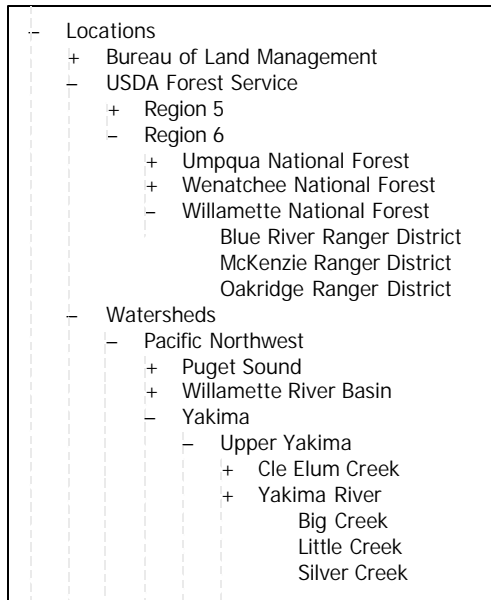 – Locations
+ Bureau of Land Management
– USDA Forest Service
+ Region 5
– Region 6
+ Umpqua National Forest
+ Wenatchee National Forest
– Willamette National Forest
Blue River Ranger District
McKenzie Ranger District
Oakridge Ranger District
– Watersheds
– Pacific Northwest
+ Puget Sound
+ Willamette River Basin
– Yakima
– Upper Yakima
+ Cle Elum Creek
+ Yakima River
Big Creek
Little Creek
Silver Creek